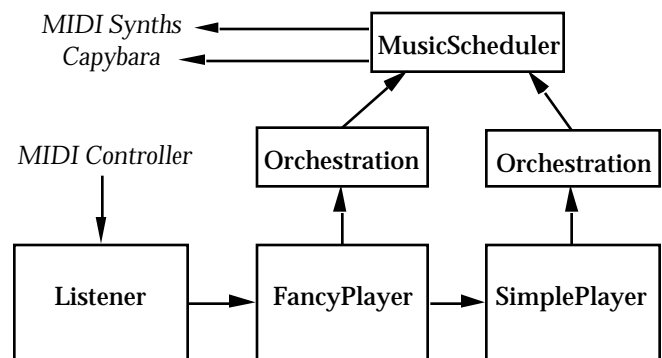 MIDI Synths
MusicScheduler
Capybara
MIDI Controller
Orchestration
Orchestration
Listener
FancyPlayer
SimplePlayer